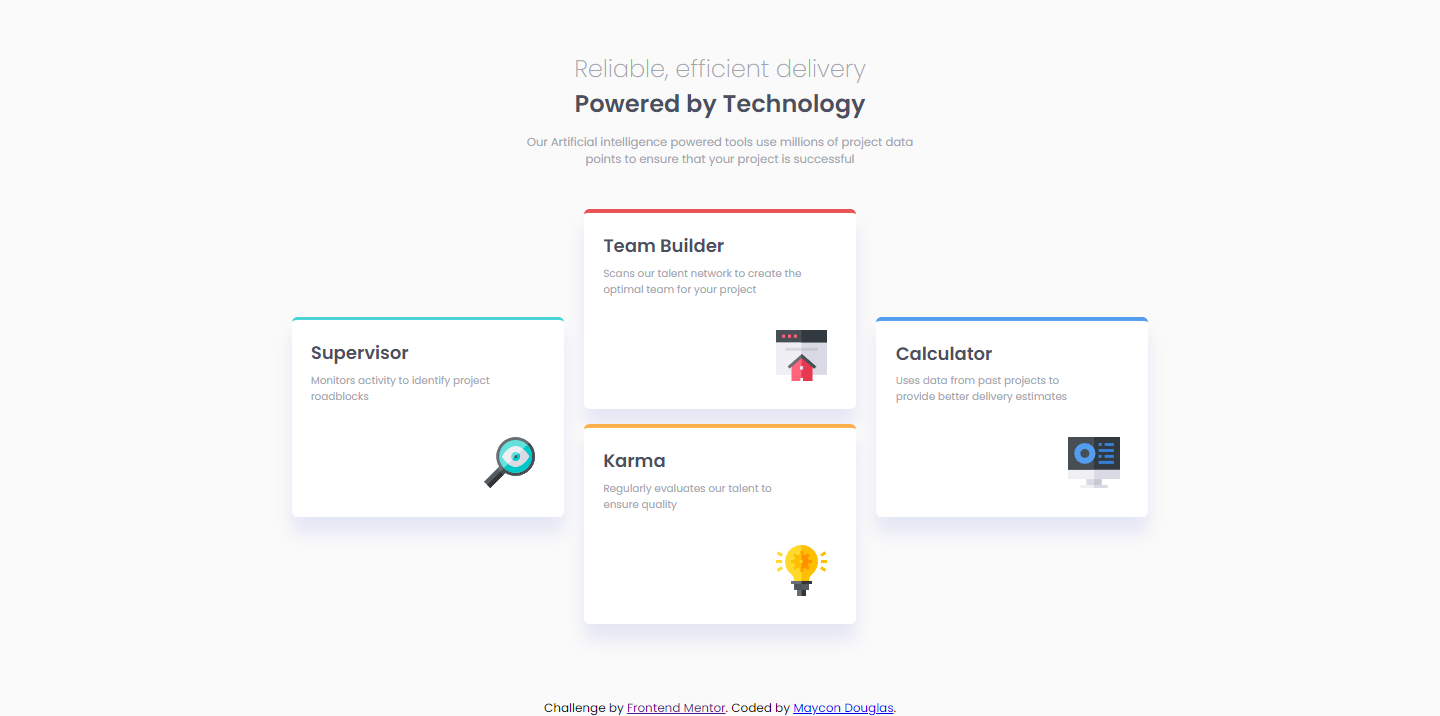 Reliable, efficient delivery
Powered by Technology
Our Artificial intelligence powered tools use millions of project data
points to ensure that your project is successful
Supervisor
Monitors activity to identify project
roadblocks
Team Builder
Scans our talent network to create the
optimal team for your project
Karma
Regularly evaluates our talent to
ensure quality
Calculator
Uses data from past projects to
provide better delivery estimates
Challenge by Frontend Mentor. Coded by Maycon Douglas.